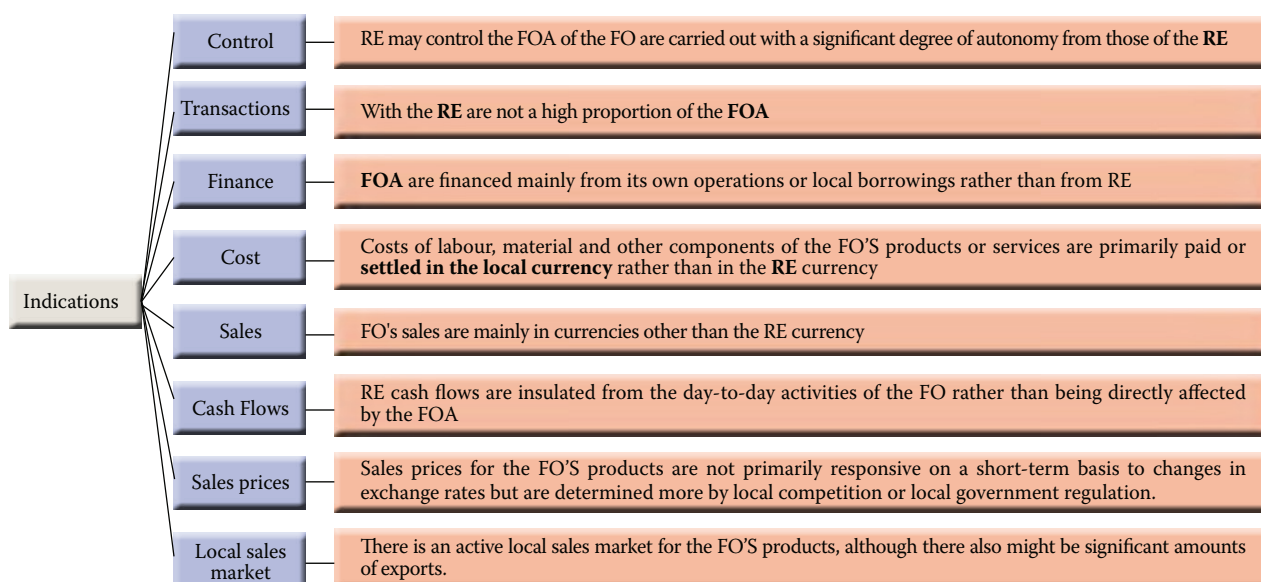 Control
RE may control the FOA of the FO are carried out with a significant degree of autonomy from those of the RE
Transactions
With the RE are not a high proportion of the FOA
Finance
FOA are financed mainly from its own operations or local borrowings rather than from RE
Cost
Costs of labour, material and other components of the FO'S products or services are primarily paid or
settled in the local currency rather than in the RE currency
Indications
Sales
FO's sales are mainly in currencies other than the RE currency
Cash Flows
RE cash flows are insulated from the day-to-day activities of the FO rather than being directly affected
by the FOA
Sales prices
Sales prices for the FO'S products are not primarily responsive on a short-term basis to changes in
exchange rates but are determined more by local competition or local government regulation.
Local sales
market
There is an active local sales market for the FO'S products, although there also might be significant amounts
of exports.